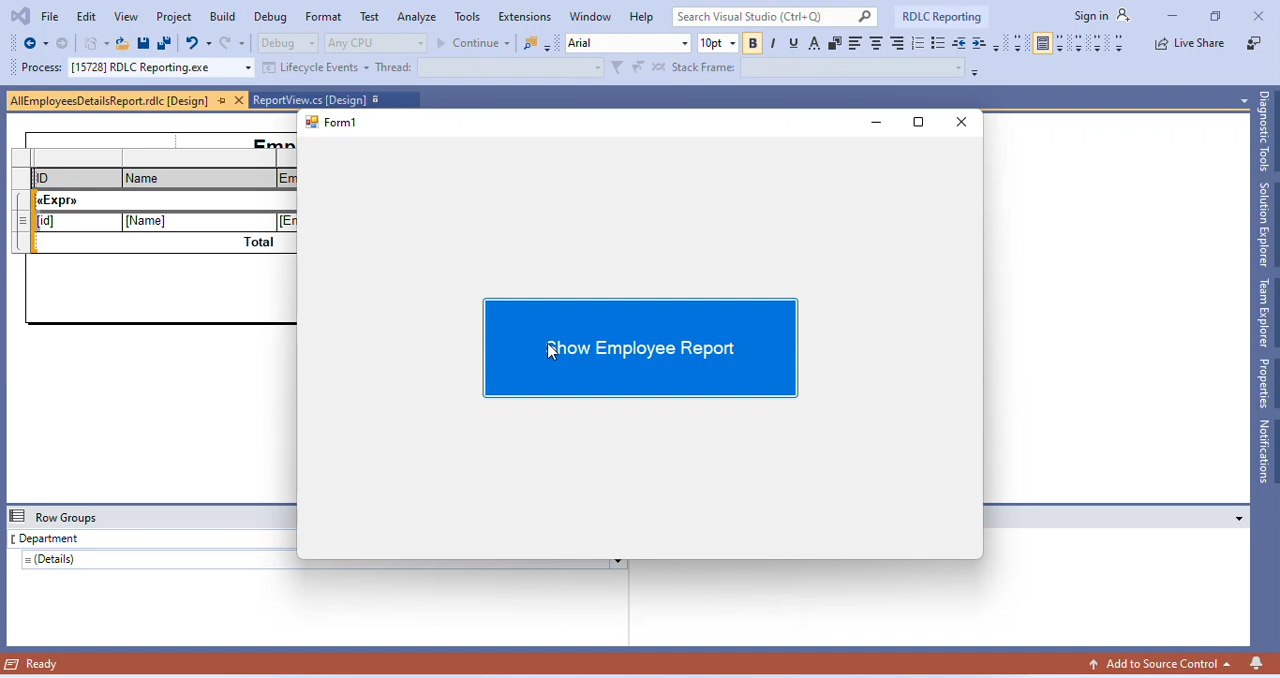 File Edit View Project Build Debug Format Test Analyze Tools Extensions Window Help Search Visual Studio (Ctrl+Q) RDLC Reporting Sign in
Debug Any CPU Continue Arial 10pt B I U A Live Share
Process: [15728] RDLC Reporting.exe Lifecycle Events Thread: Stack Frame:
AllEmployeesDetailsReport.rdlc [Design] ReportView.cs [Design]
Form1
ID Name
«Expr»
[id] [Name]
Total
Show Employee Report
Row Groups
Department
(Details)
Diagnostic Tools
Solution Explorer
Team Explorer
Properties
Notifications
Ready Add to Source Control